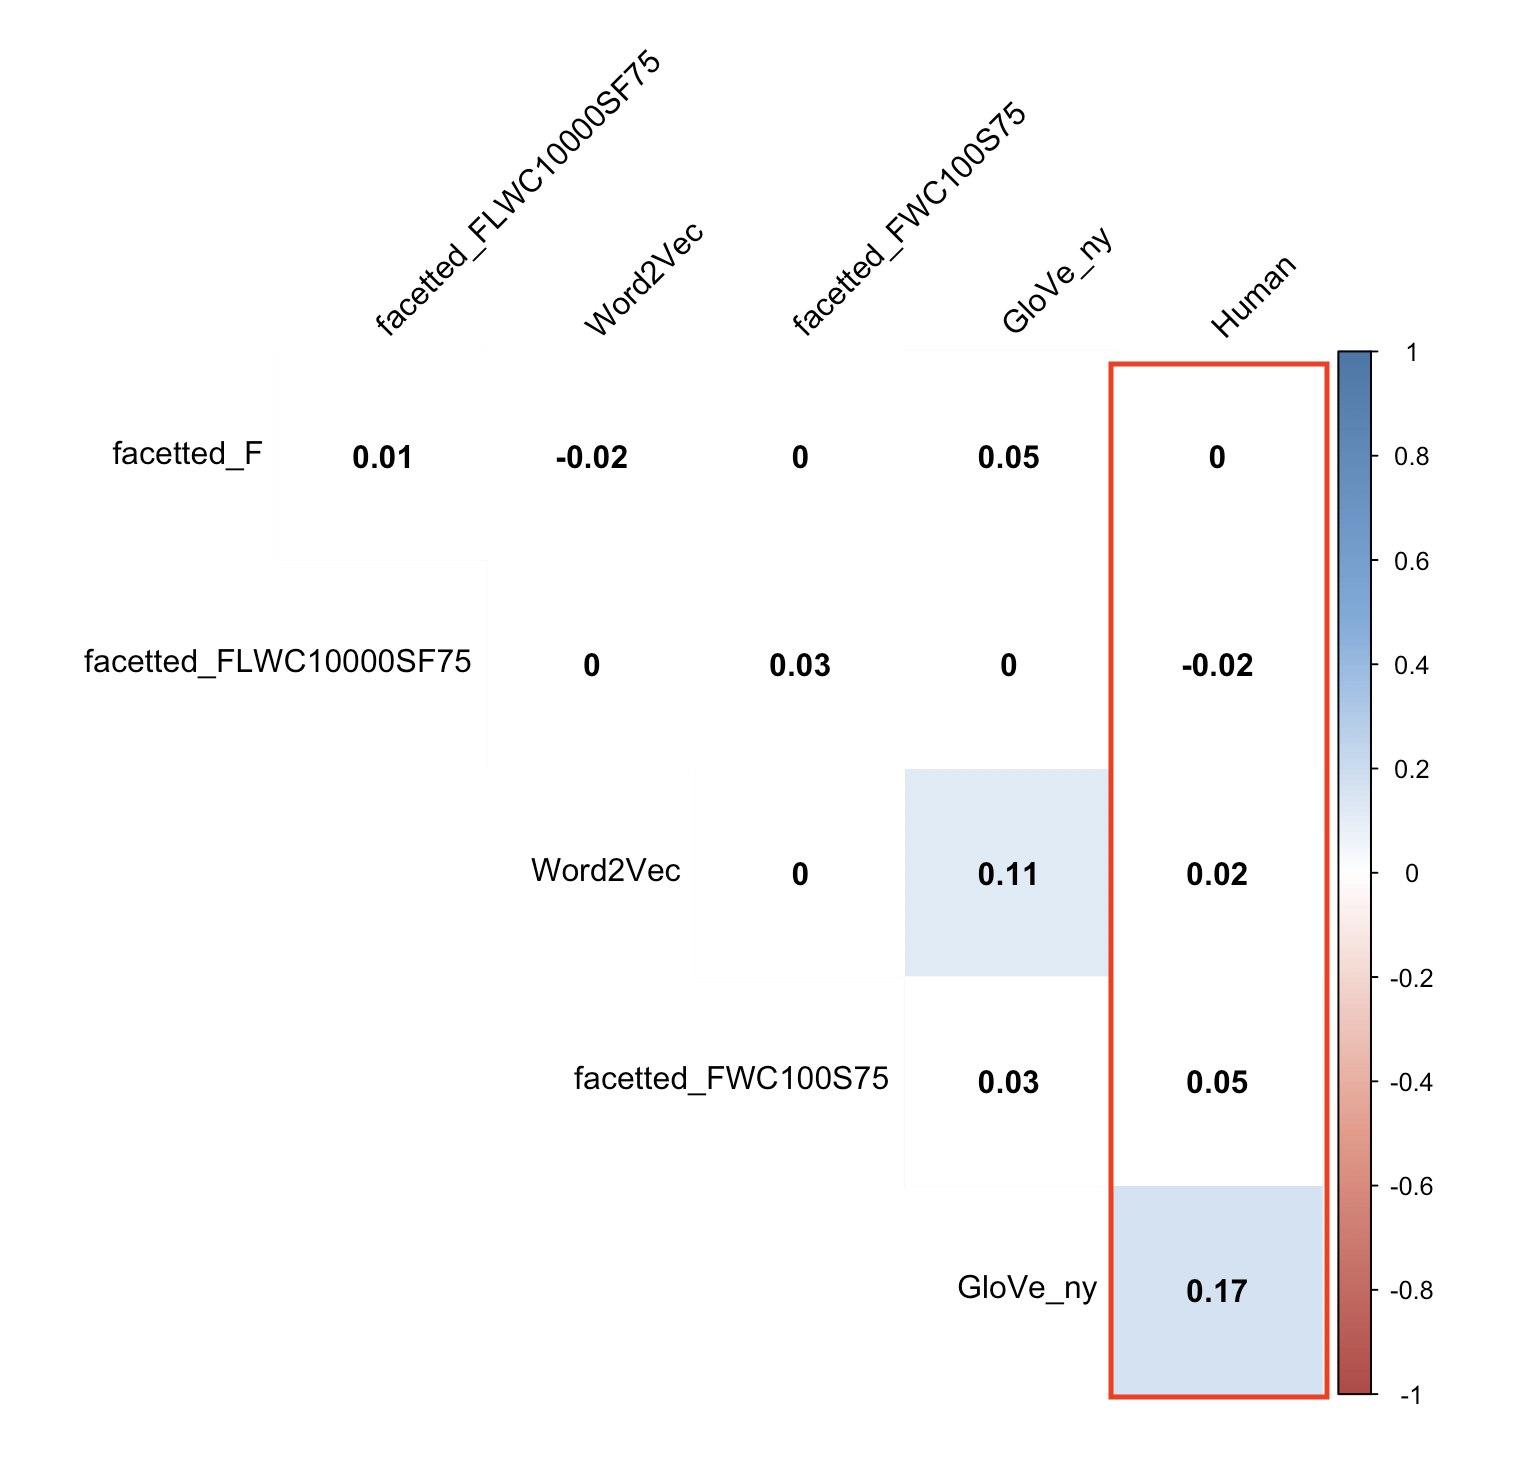 facetted_FLWC10000SF75
Word2Vec
facetted_FWC100S75
GloVe_ny
Human
facetted_F 0.01 -0.02 0 0.05 0
facetted_FLWC10000SF75 0 0.03 0 -0.02
Word2Vec 0 0.11 0.02
facetted_FWC100S75 0.03 0.05
GloVe_ny 0.17
1
0.8
0.6
0.4
0.2
0
-0.2
-0.4
-0.6
-0.8
-1